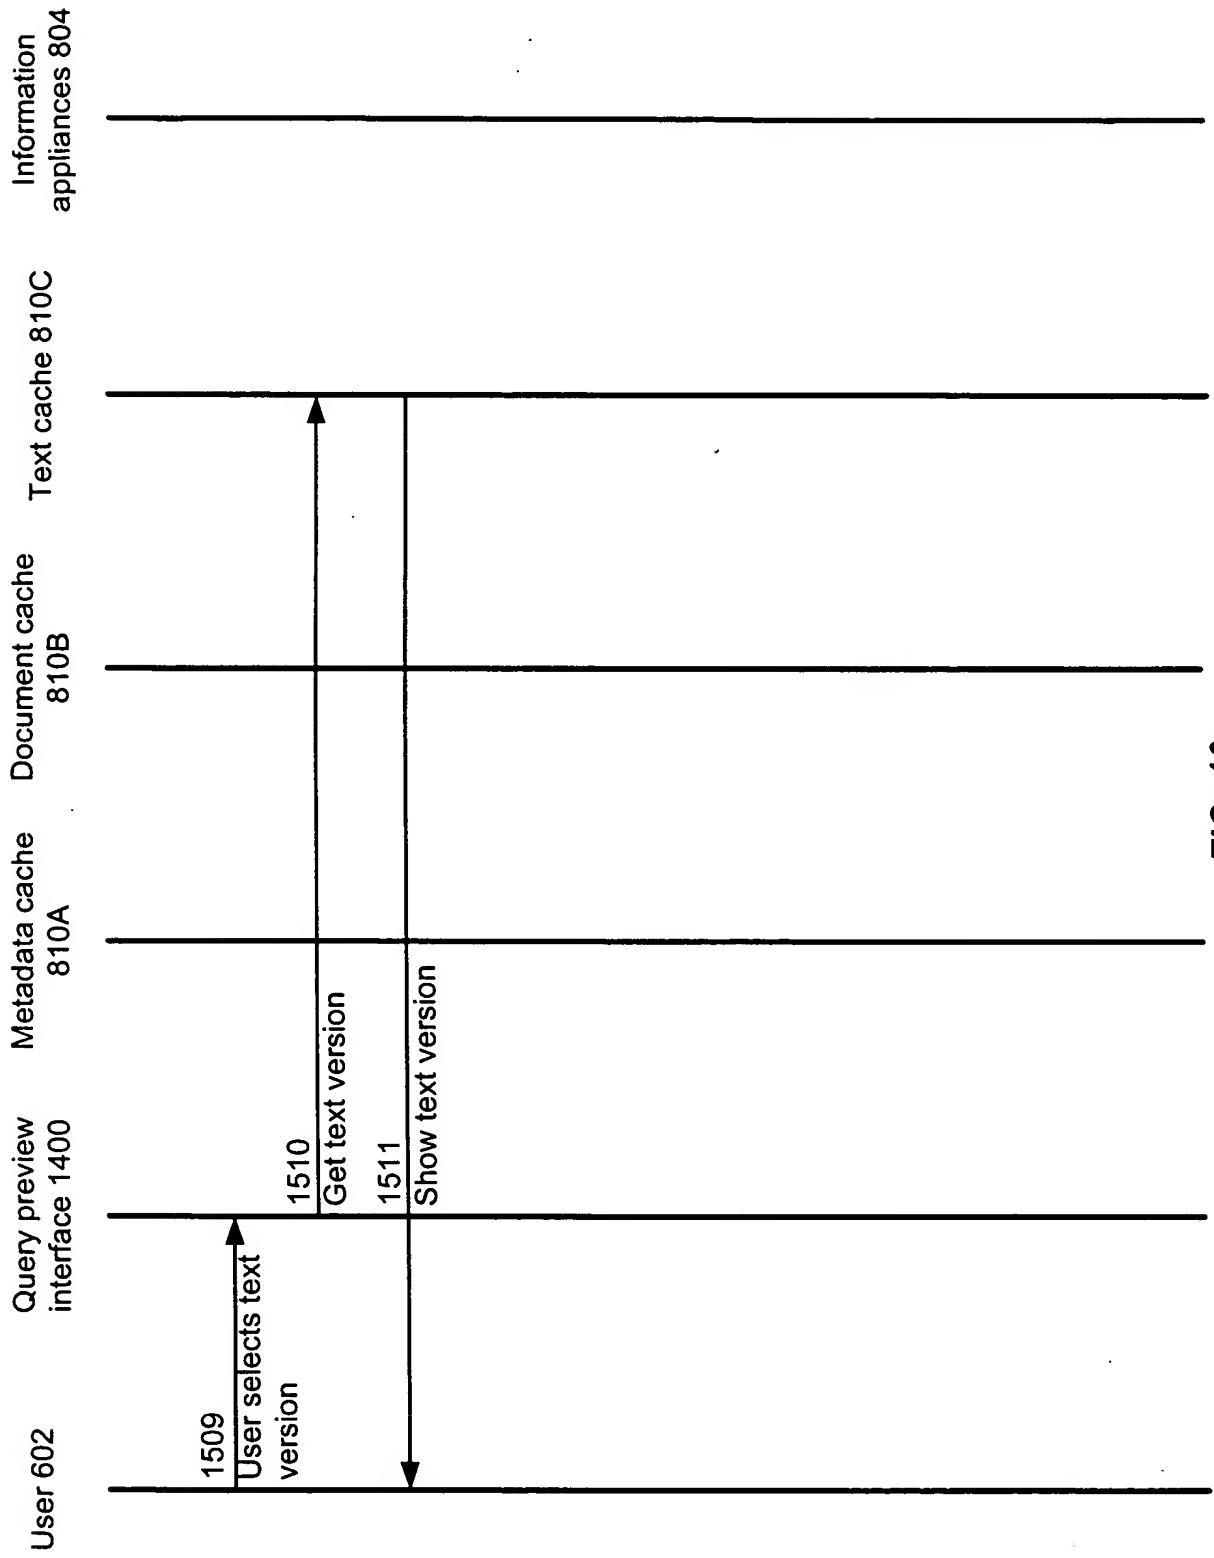 User 602
Query preview
interface 1400
Metadata cache
810A
Document cache
810B
Text cache 810C
Information
appliances 804
1509
User selects text
version
1510
Get text version
1511
Show text version